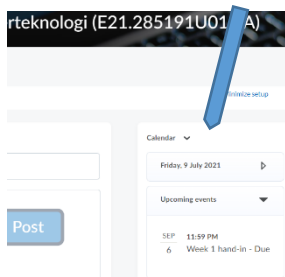 rteknologi (E21.285191U01 A)
inimize setup
Calendar
Friday, 9 July 2021
Upcoming events
Post
SEP 11:59 PM
6 Week 1 hand-in - Due